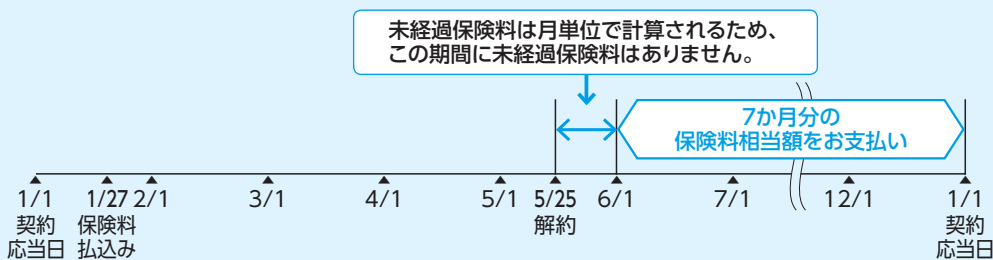 未経過保険料は月単位で計算されるため、
この期間に未経過保険料はありません。
7か月分の
保険料相当額をお支払い
1/1
契約
応当日
1/27
保険料
払込み
2/1
3/1
4/1
5/1
5/25
解約
6/1
7/1
12/1
1/1
契約
応当日